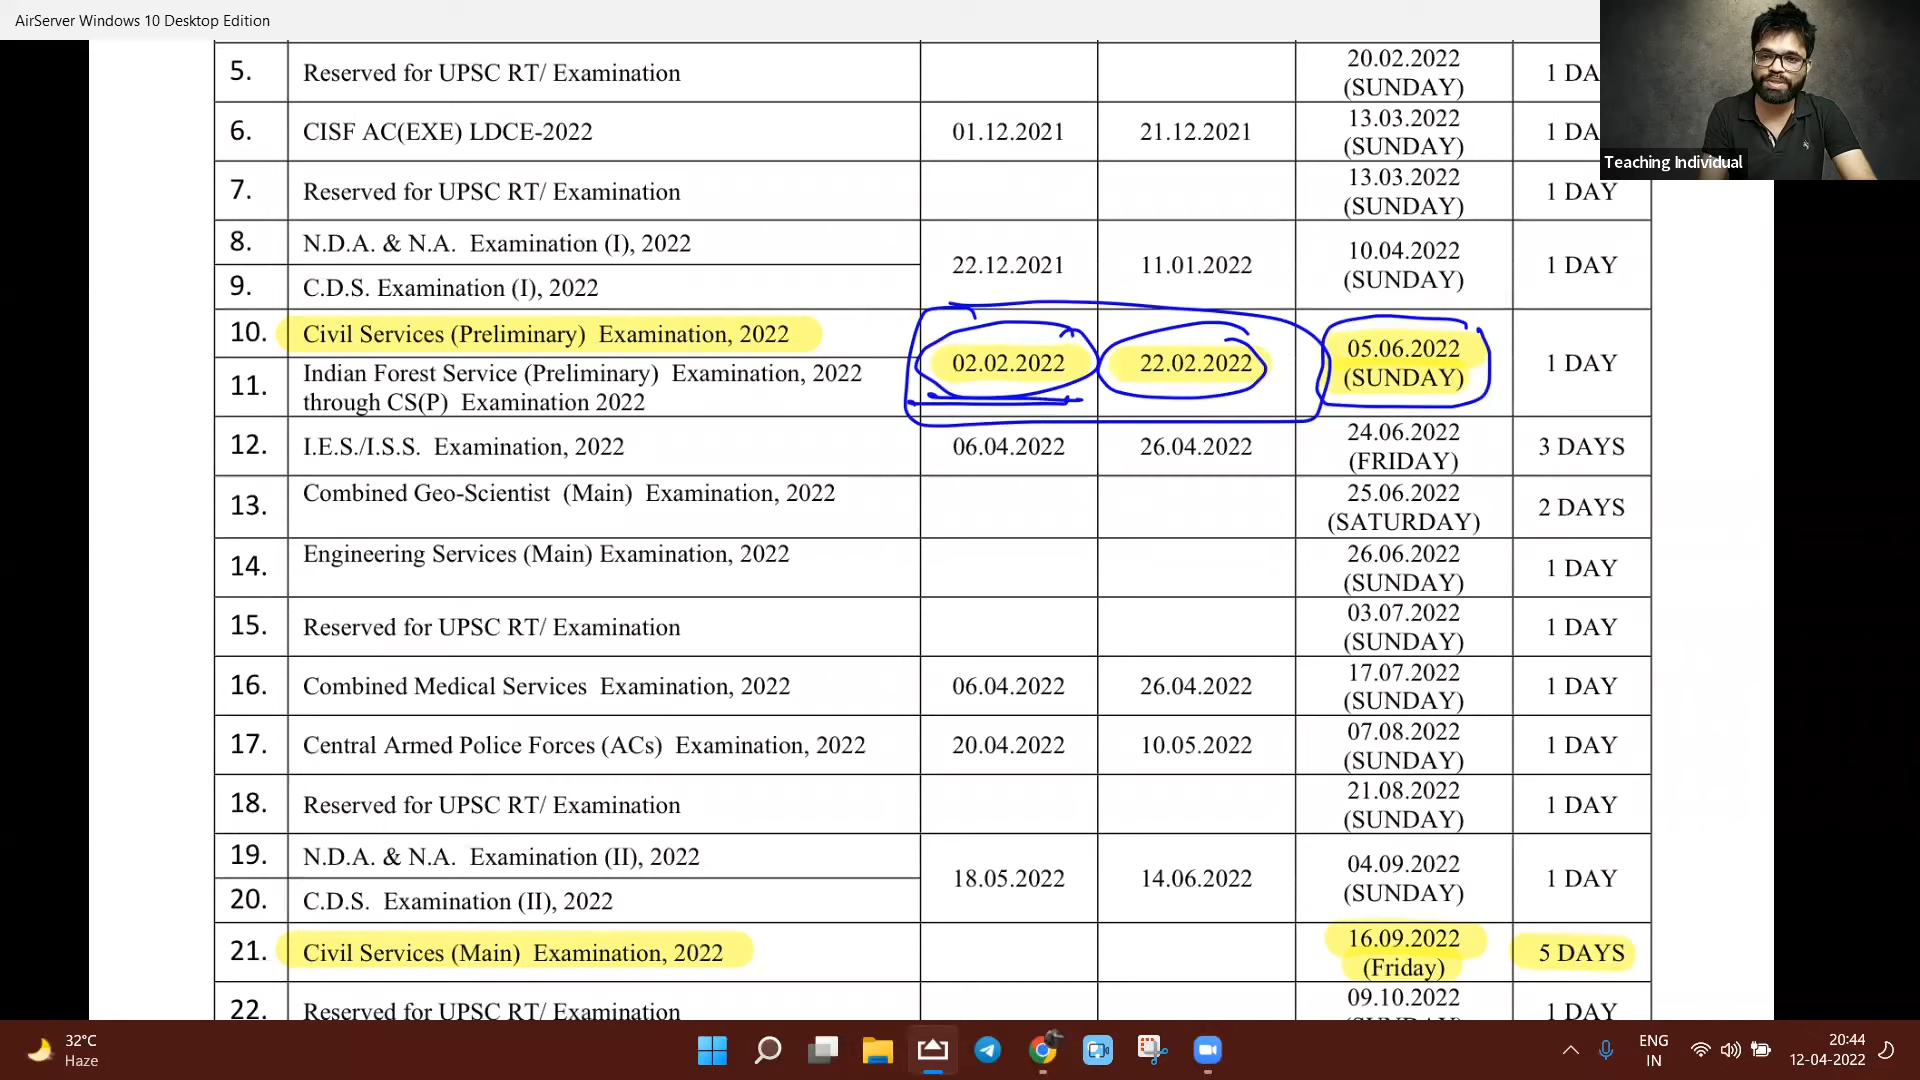 AirServer Windows 10 Desktop Edition
Teaching Individual
5. Reserved for UPSC RT/ Examination 20.02.2022 (SUNDAY) 1 DA
6. CISF AC(EXE) LDCE-2022 01.12.2021 21.12.2021 13.03.2022 (SUNDAY) 1 DA
7. Reserved for UPSC RT/ Examination 13.03.2022 (SUNDAY) 1 DAY
8. N.D.A. & N.A. Examination (I), 2022
22.12.2021 11.01.2022 10.04.2022 (SUNDAY) 1 DAY
9. C.D.S. Examination (I), 2022
10. Civil Services (Preliminary) Examination, 2022
02.02.2022 22.02.2022 05.06.2022 (SUNDAY) 1 DAY
11. Indian Forest Service (Preliminary) Examination, 2022
through CS(P) Examination 2022
12. I.E.S./I.S.S. Examination, 2022 06.04.2022 26.04.2022 24.06.2022 (FRIDAY) 3 DAYS
13. Combined Geo-Scientist (Main) Examination, 2022 25.06.2022 (SATURDAY) 2 DAYS
14. Engineering Services (Main) Examination, 2022 26.06.2022 (SUNDAY) 1 DAY
15. Reserved for UPSC RT/ Examination 03.07.2022 (SUNDAY) 1 DAY
16. Combined Medical Services Examination, 2022 06.04.2022 26.04.2022 17.07.2022 (SUNDAY) 1 DAY
17. Central Armed Police Forces (ACs) Examination, 2022 20.04.2022 10.05.2022 07.08.2022 (SUNDAY) 1 DAY
18. Reserved for UPSC RT/ Examination 21.08.2022 (SUNDAY) 1 DAY
19. N.D.A. & N.A. Examination (II), 2022
18.05.2022 14.06.2022 04.09.2022 (SUNDAY) 1 DAY
20. C.D.S. Examination (II), 2022
21. Civil Services (Main) Examination, 2022 16.09.2022 (Friday) 5 DAYS
22. Reserved for UPSC RT/ Examination 09.10.2022 1 DAY
32°C
Haze
ENG
IN
20:44
12-04-2022